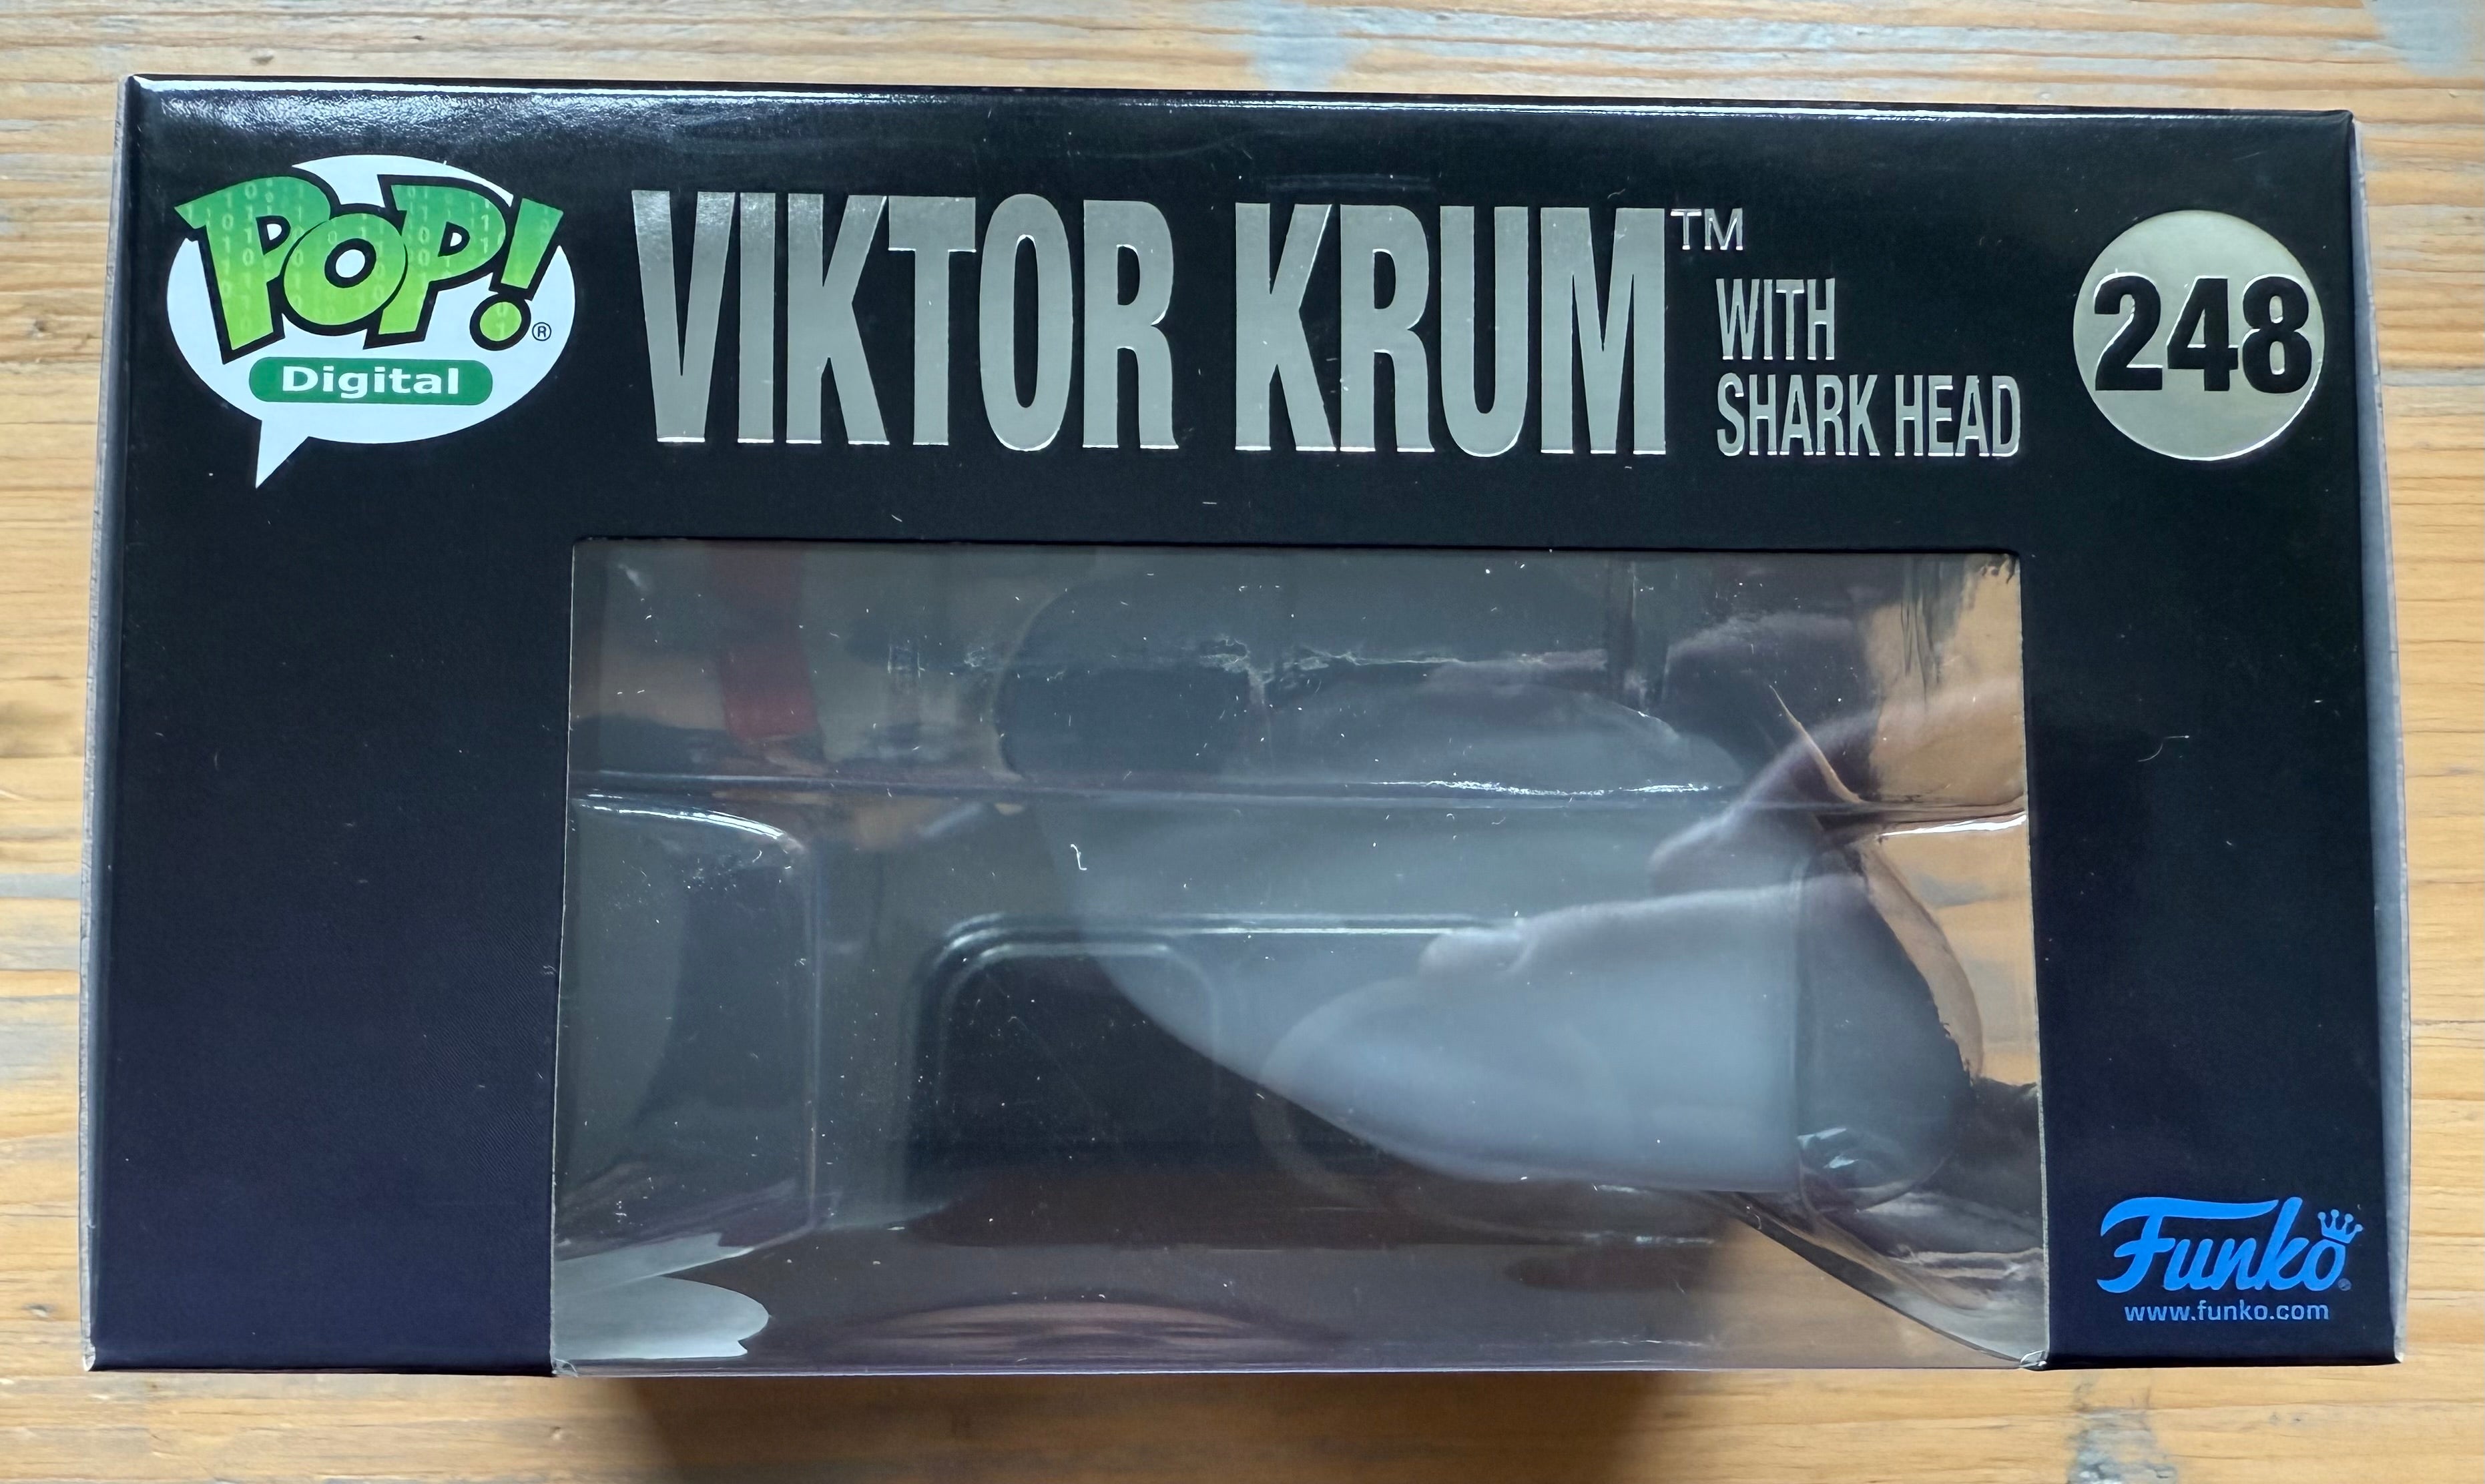 POP!®
Digital
VIKTOR KRUM™
WITH
SHARK HEAD
248
Funko®
www.funko.com